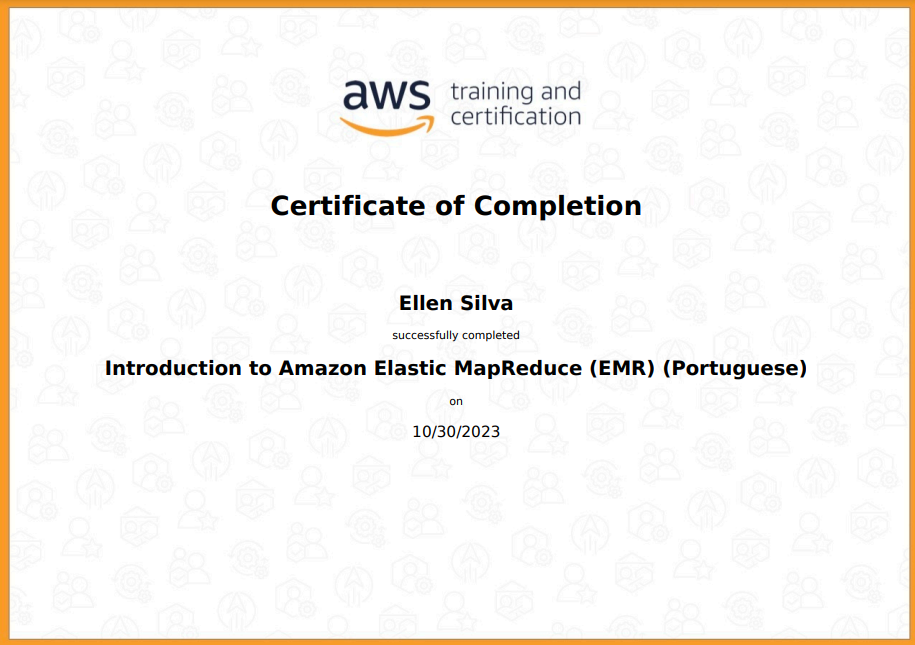 aws training and
certification
Certificate of Completion
Ellen Silva
successfully completed
Introduction to Amazon Elastic MapReduce (EMR) (Portuguese)
on
10/30/2023